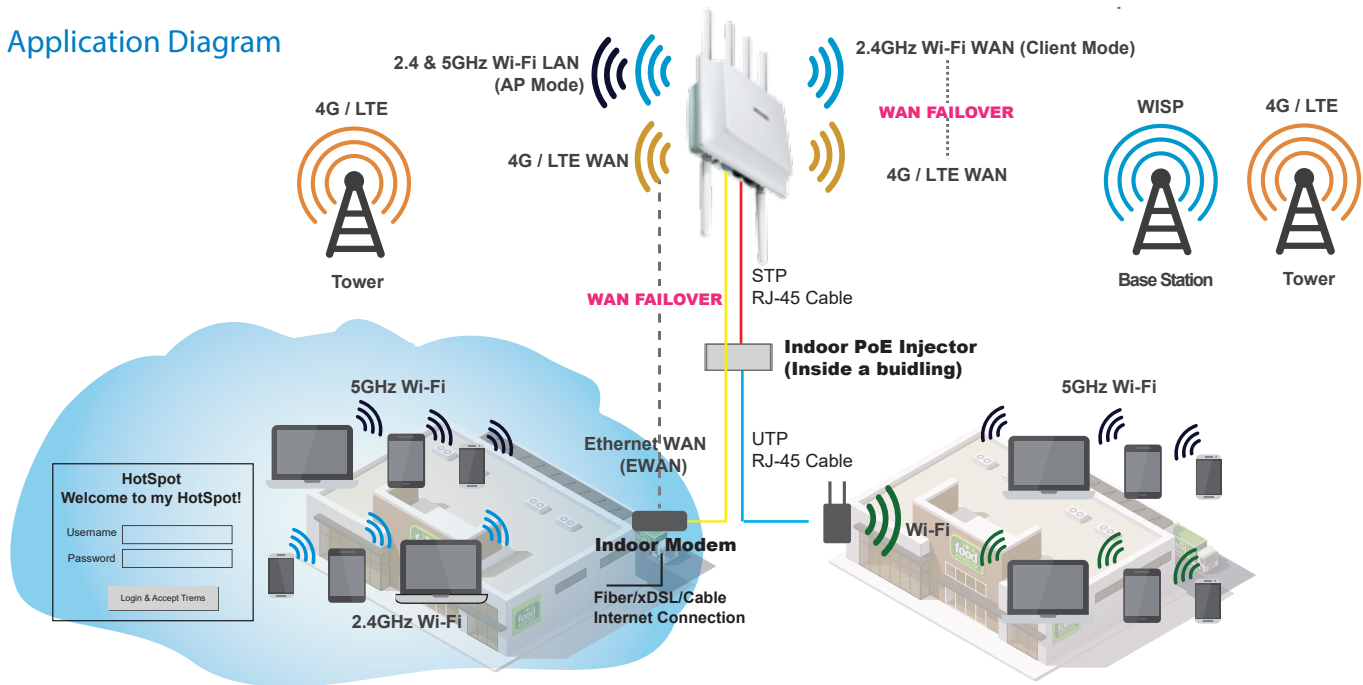 Application Diagram
2.4 & 5GHz Wi-Fi LAN
(AP Mode)
2.4GHz Wi-Fi WAN (Client Mode)
WAN FAILOVER
4G / LTE WAN
4G / LTE
Tower
4G / LTE WAN
WISP
Base Station
4G / LTE
Tower
WAN FAILOVER
STP
RJ-45 Cable
Indoor PoE Injector
(Inside a buidling)
5GHz Wi-Fi
Ethernet WAN
(EWAN)
UTP
RJ-45 Cable
5GHz Wi-Fi
HotSpot
Welcome to my HotSpot!
Username
Password
Login & Accept Trems
2.4GHz Wi-Fi
Indoor Modem
Fiber/xDSL/Cable
Internet Connection
Wi-Fi
food
food
food